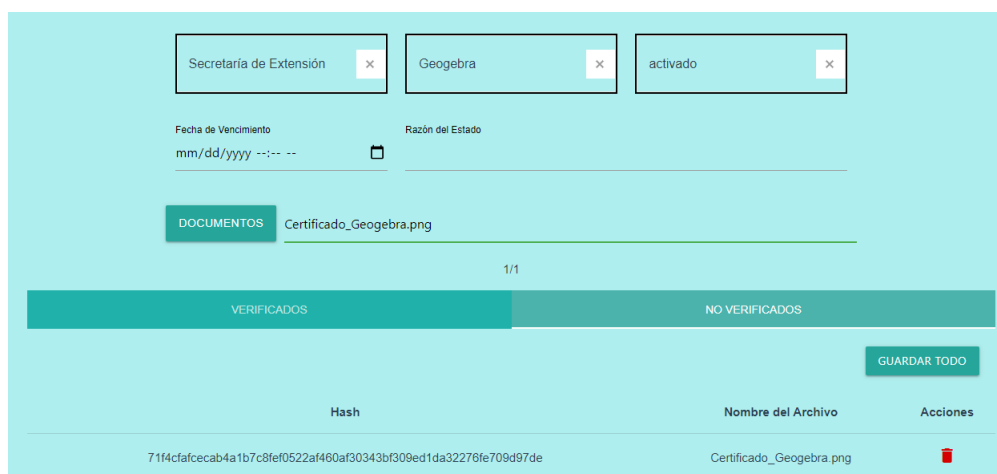 Secretaría de Extensión × Geogebra × activado ×
Fecha de Vencimiento Razón del Estado
mm/dd/yyyy --:-- --
DOCUMENTOS Certificado_Geogebra.png
1/1
VERIFICADOS NO VERIFICADOS
GUARDAR TODO
Hash Nombre del Archivo Acciones
71f4cfafcecab4a1b7c8fef0522af460af30343bf309ed1da32276fe709d97de Certificado_Geogebra.png